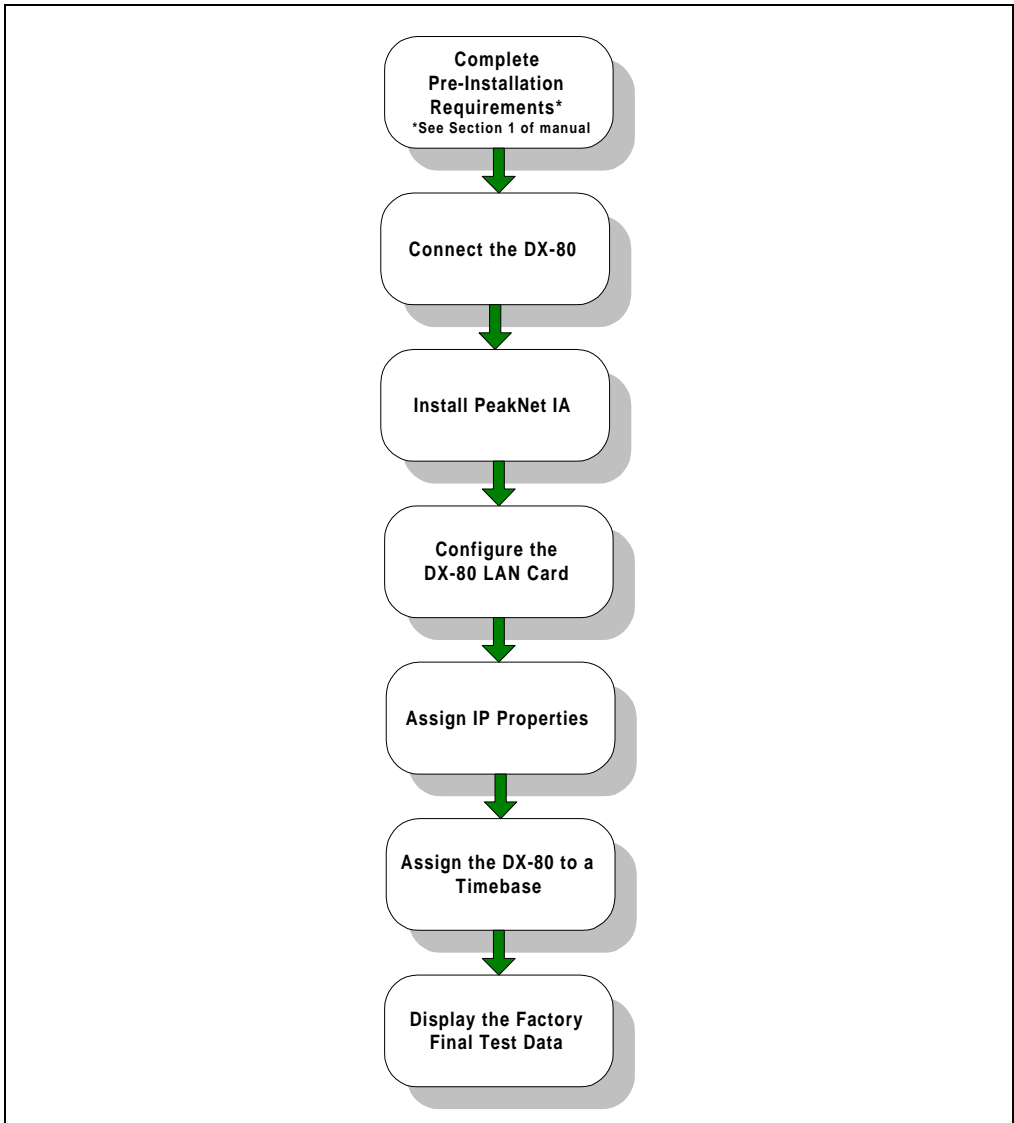 Complete
Pre-Installation
Requirements*
*See Section 1 of manual
Connect the DX-80
Install PeakNet IA
Configure the
DX-80 LAN Card
Assign IP Properties
Assign the DX-80 to a
Timebase
Display the Factory
Final Test Data